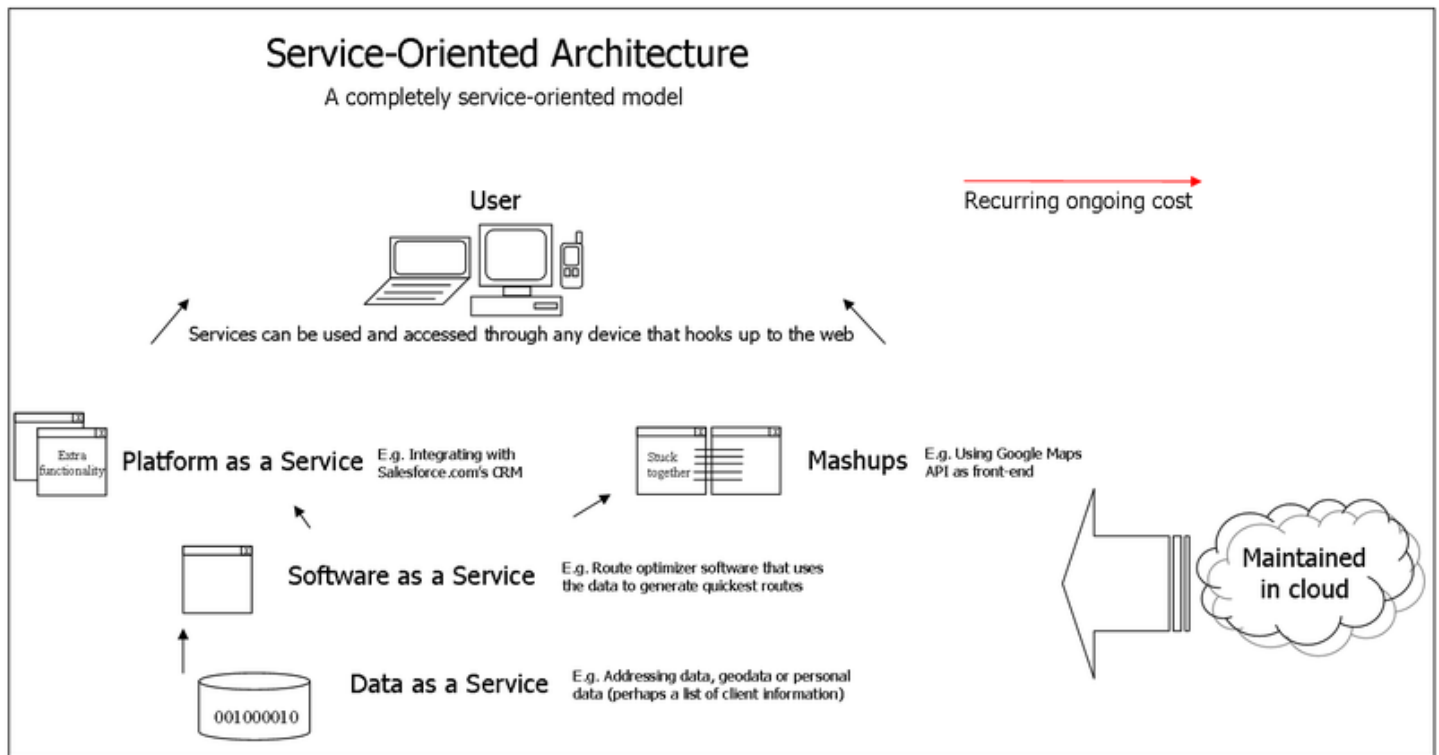 Service-Oriented Architecture
A completely service-oriented model
User
Recurring ongoing cost
Services can be used and accessed through any device that hooks up to the web
Extra
functionality
Platform as a Service
E.g. Integrating with
Salesforce.com's CRM
Stuck
together
Mashups
E.g. Using Google Maps
API as front-end
Software as a Service
E.g. Route optimizer software that uses
the data to generate quickest routes
Maintained
in cloud
001000010
Data as a Service
E.g. Addressing data, geodata or personal
data (perhaps a list of client information)